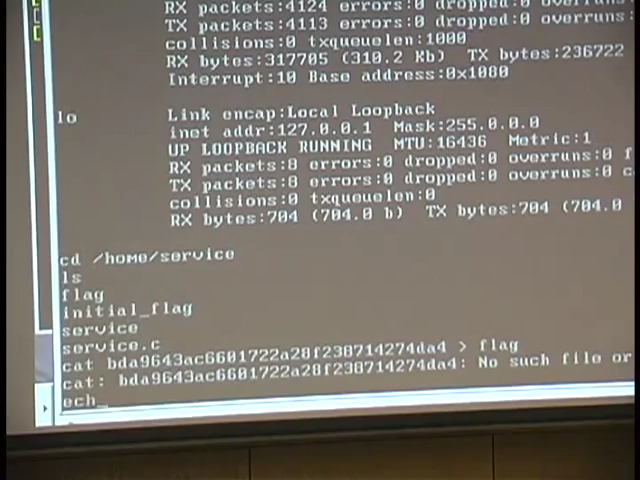 RX packets:4124 errors:0 dropped:0 overruns:
TX packets:4113 errors:0 dropped:0 overruns:
collisions:0 txqueuelen:1000
RX bytes:317705 (310.2 Kb)  TX bytes:236722
Interrupt:10 Base address:0x1080
lo Link encap:Local Loopback
inet addr:127.0.0.1  Mask:255.0.0.0
UP LOOPBACK RUNNING  MTU:16436  Metric:1
RX packets:8 errors:0 dropped:0 overruns:0 f
TX packets:8 errors:0 dropped:0 overruns:0 c
collisions:0 txqueuelen:0
RX bytes:704 (704.0 b)  TX bytes:704 (704.0
cd /home/service
ls
flag
initial_flag
service
service.c
cat bda9643ac6601722a28f238714274da4 > flag
cat: bda9643ac6601722a28f238714274da4: No such file or
ech_